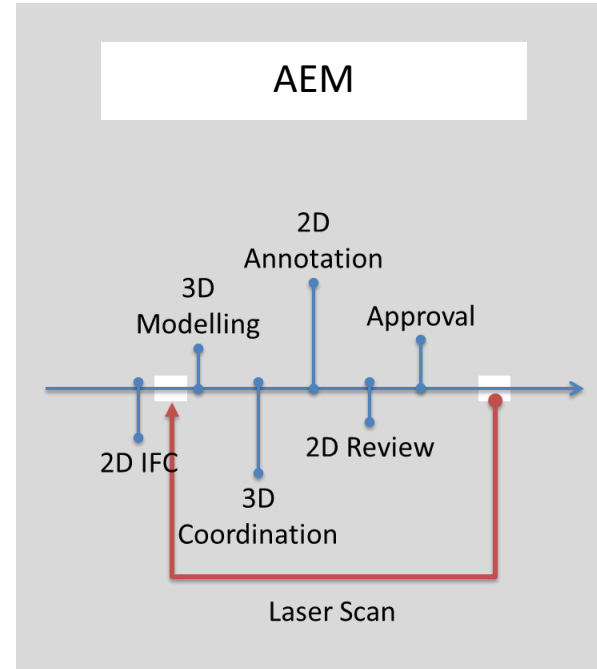 AEM
2D
Annotation
3D
Modelling
Approval
2D IFC
2D Review
3D
Coordination
Laser Scan